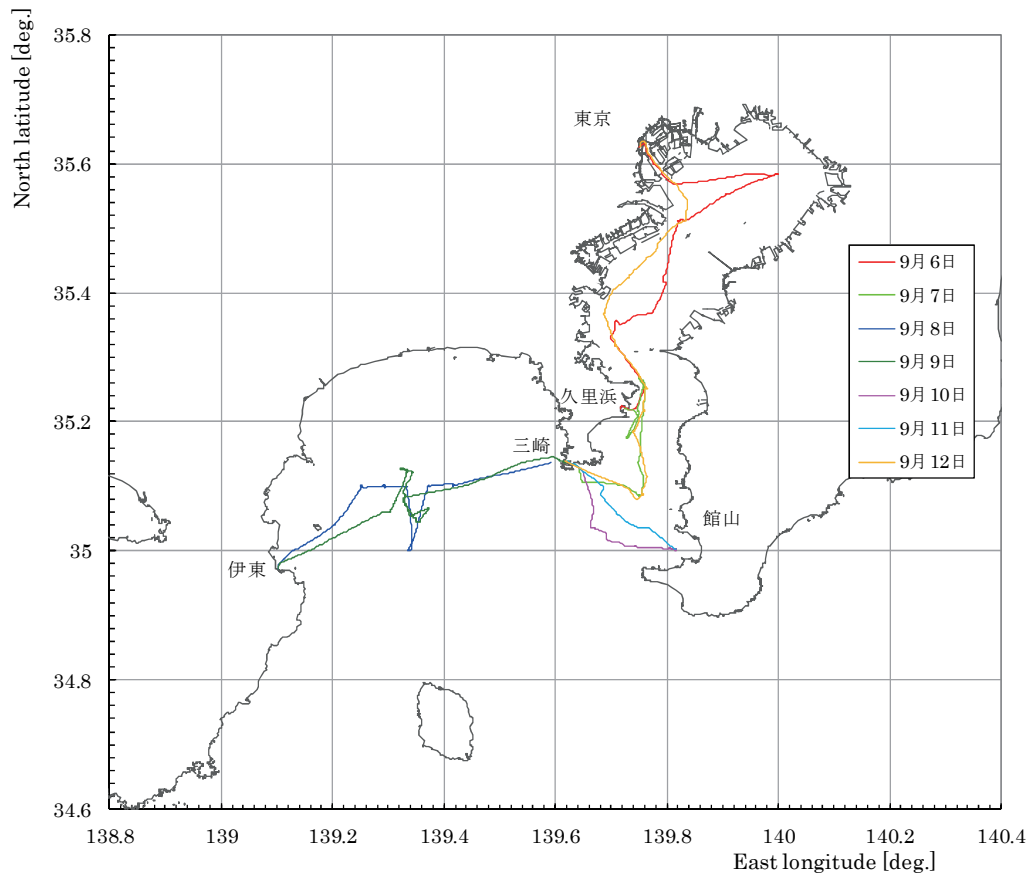 North latitude [deg.]
35.8
35.6
35.4
35.2
35
34.8
34.6
138.8
139
139.2
139.4
139.6
139.8
140
140.2
140.4
East longitude [deg.]
東京
久里浜
三崎
館山
伊東
9月 6日
9月 7日
9月 8日
9月 9日
9月 10日
9月 11日
9月 12日